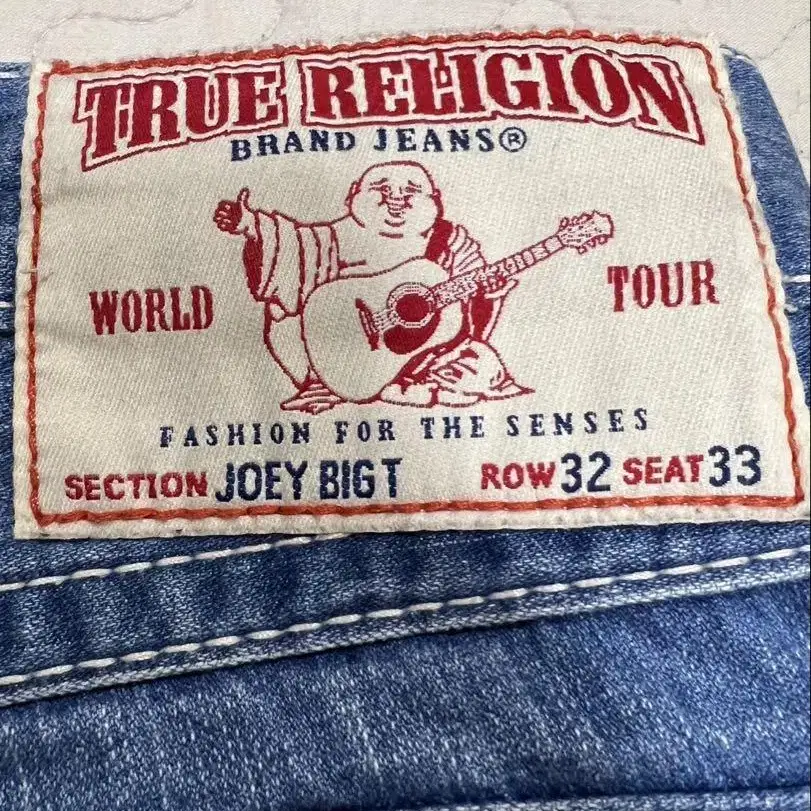 TRUE RELIGION
BRAND JEANS®
WORLD TOUR
FASHION FOR THE SENSES
SECTION JOEY BIG T ROW 32 SEAT 33